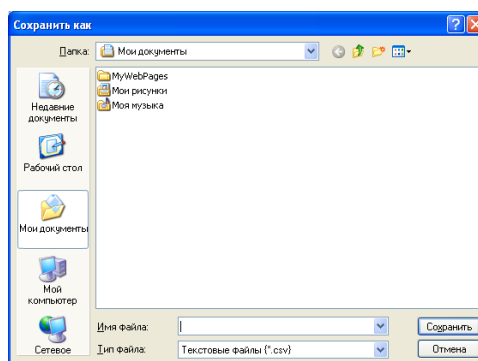 Сохранить как
Папка: Мои документы
MyWebPages
Мои рисунки
Моя музыка
Недавние
документы
Рабочий стол
Мои документы
Мой
компьютер
Сетевое
Имя файла:
Сохранить
Тип файла: Текстовые файлы (*.csv)
Отмена